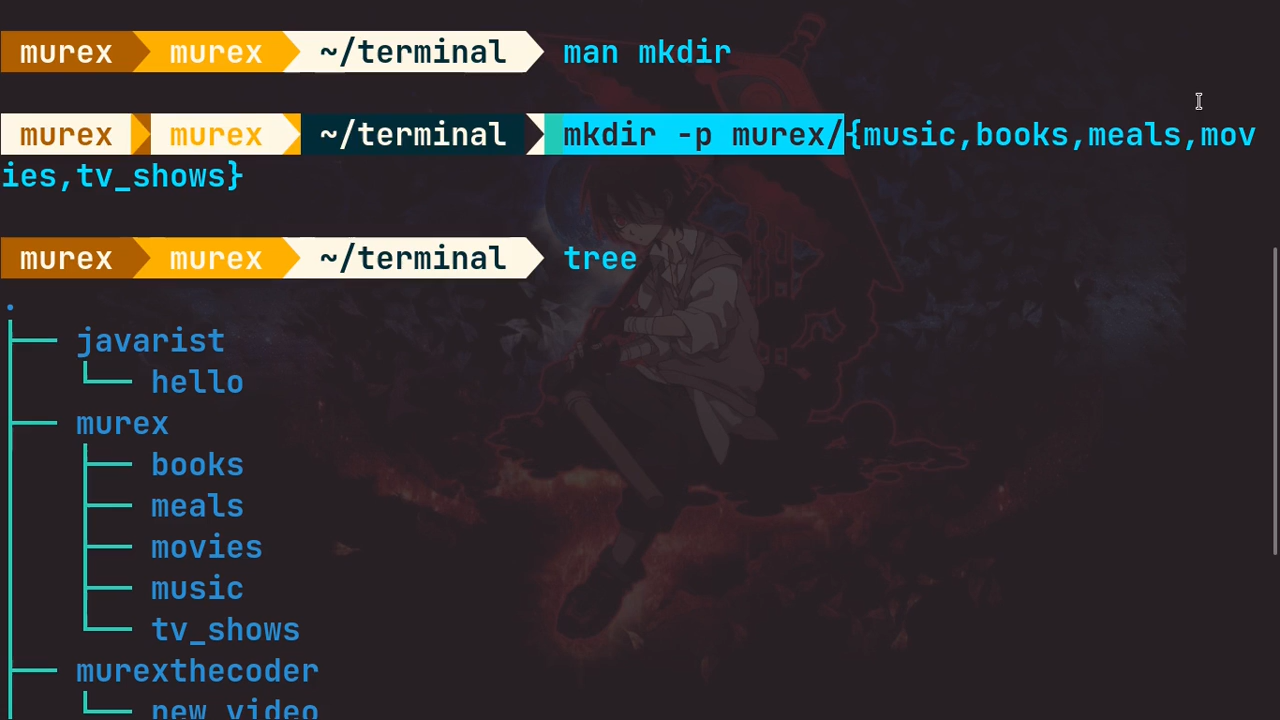 murex murex ~/terminal man mkdir
murex murex ~/terminal mkdir -p murex/{music,books,meals,mov
ies,tv_shows}
murex murex ~/terminal tree
.
├── javarist
│   └── hello
├── murex
│   ├── books
│   ├── meals
│   ├── movies
│   ├── music
│   └── tv_shows
├── murexthecoder
│   └── new_video